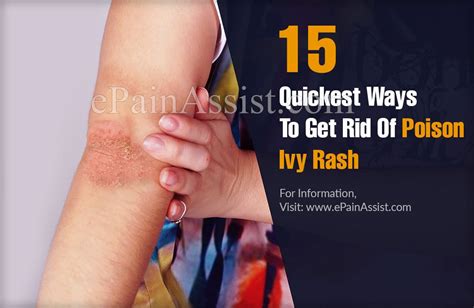 15
Quickest Ways
To Get Rid Of Poison
Ivy Rash
For Information,
Visit: www.ePainAssist.com
ePainAssist.com